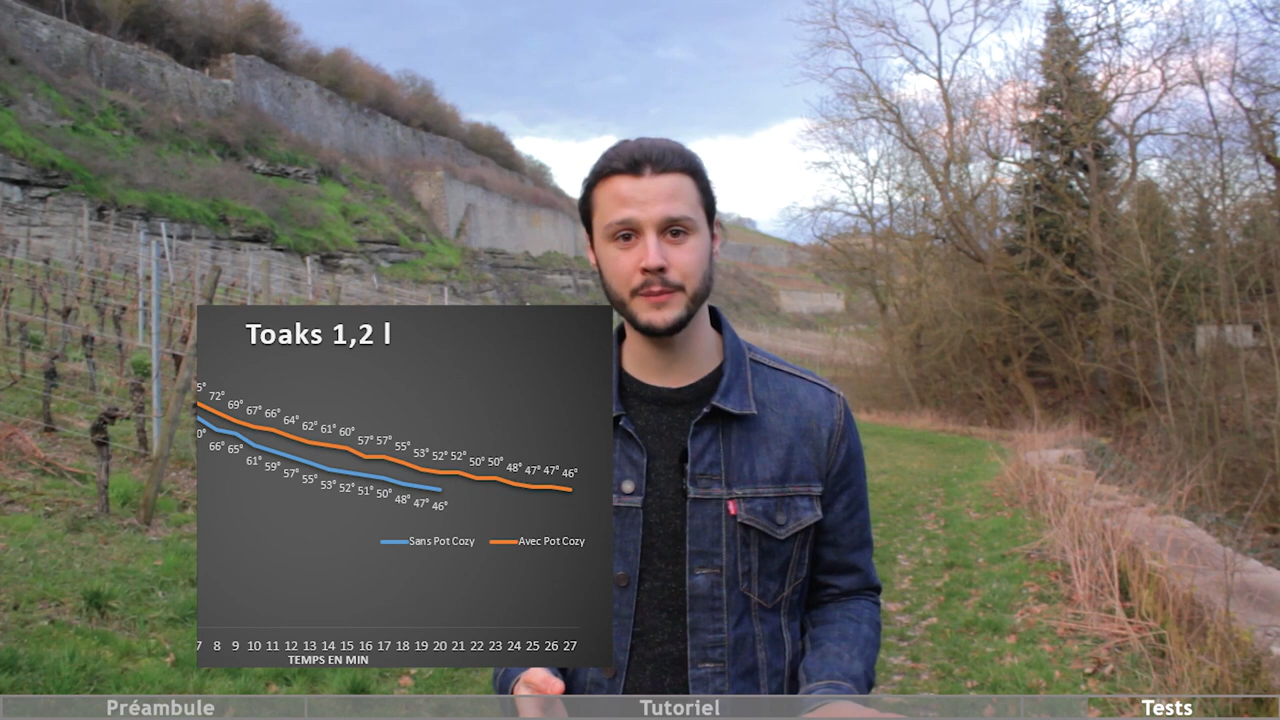 Toaks 1,2 l
5° 72° 69° 67° 66° 64° 62° 61° 60° 57° 57° 55° 53° 52° 52° 50° 50° 48° 47° 47° 46°
0° 66° 65° 61° 59° 57° 55° 53° 52° 51° 50° 48° 47° 46°
Sans Pot Cozy Avec Pot Cozy
7 8 9 10 11 12 13 14 15 16 17 18 19 20 21 22 23 24 25 26 27
TEMPS EN MIN
Préambule Tutoriel Tests